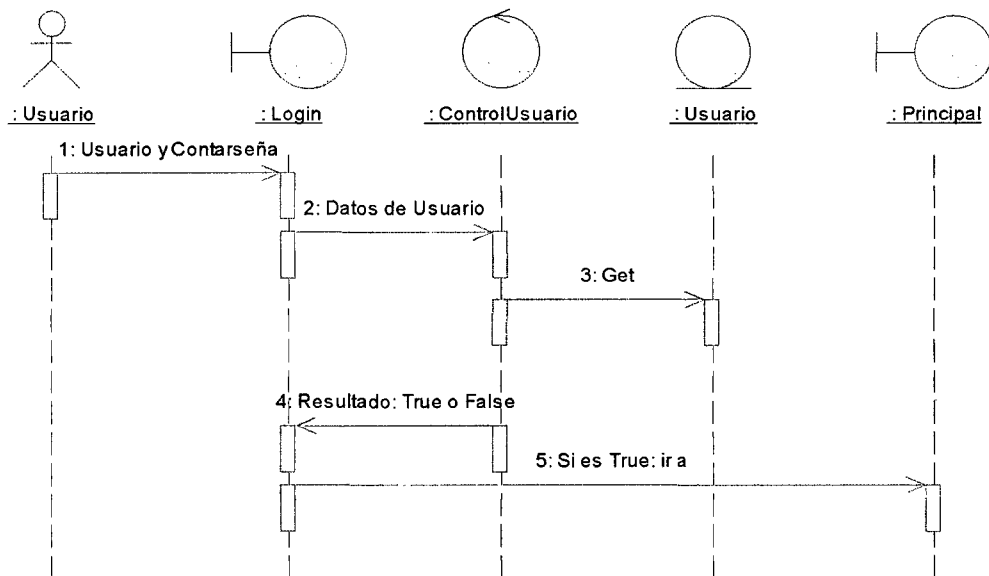 : Usuario
: Login
: ControlUsuario
: Usuario
: Principal
1: Usuario y Contarseña
2: Datos de Usuario
3: Get
4: Resultado: True o False
5: Si es True: ir a